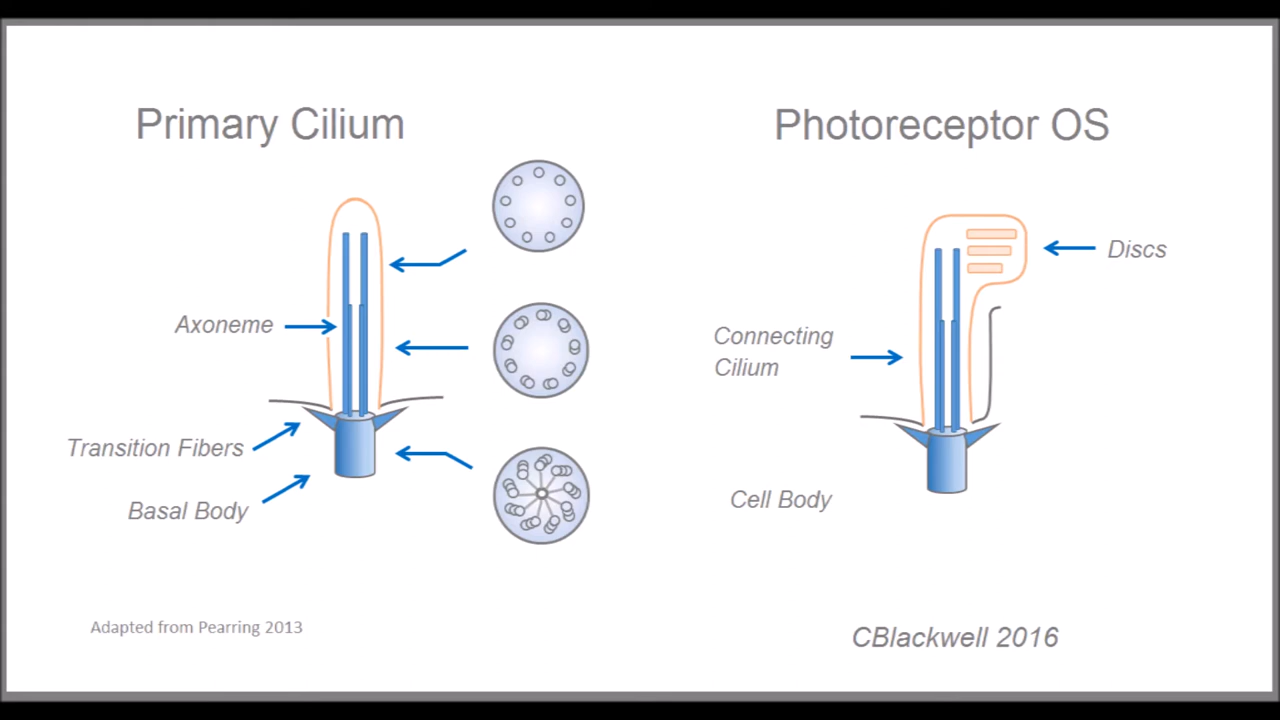 Primary Cilium
Photoreceptor OS
Axoneme
Transition Fibers
Basal Body
Discs
Connecting
Cilium
Cell Body
Adapted from Pearring 2013
CBlackwell 2016